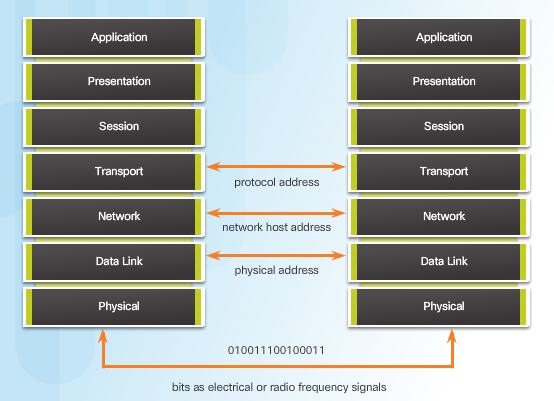 Application
Application
Presentation
Presentation
Session
Session
Transport
Transport
protocol address
Network
Network
network host address
Data Link
Data Link
physical address
Physical
Physical
010011100100011
bits as electrical or radio frequency signals